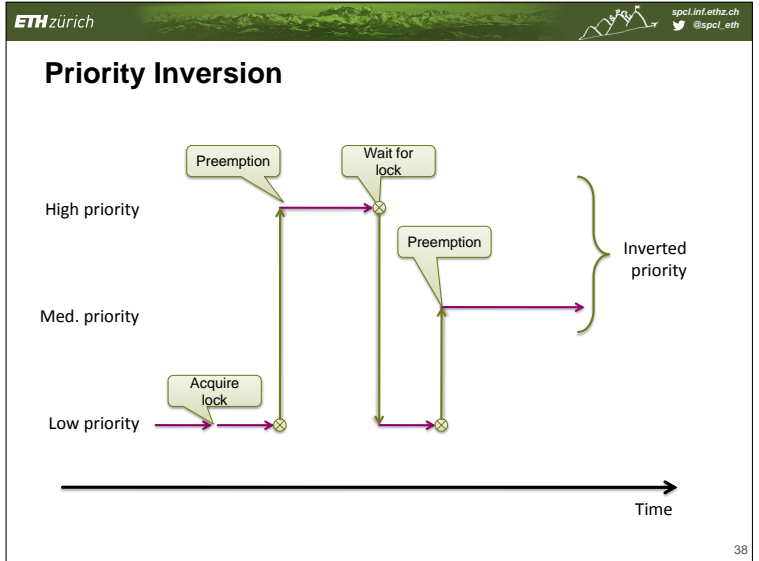 ETH zürich
spcl.inf.ethz.ch
@spcl_eth
Priority Inversion
Preemption
Wait for
lock
High priority
Preemption
Inverted
priority
Med. priority
Acquire
lock
Low priority
Time
38